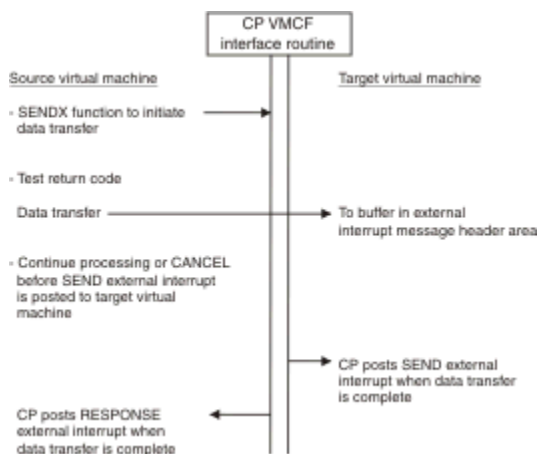 CP VMCF
interface routine
Source virtual machine
Target virtual machine
- SENDX function to initiate
data transfer
- Test return code
Data transfer
To buffer in external
interrupt message header area
- Continue processing or CANCEL
before SEND external interrupt
is posted to target virtual
machine
CP posts SEND external
interrupt when data transfer
is complete
CP posts RESPONSE
external interrupt when
data transfer is complete